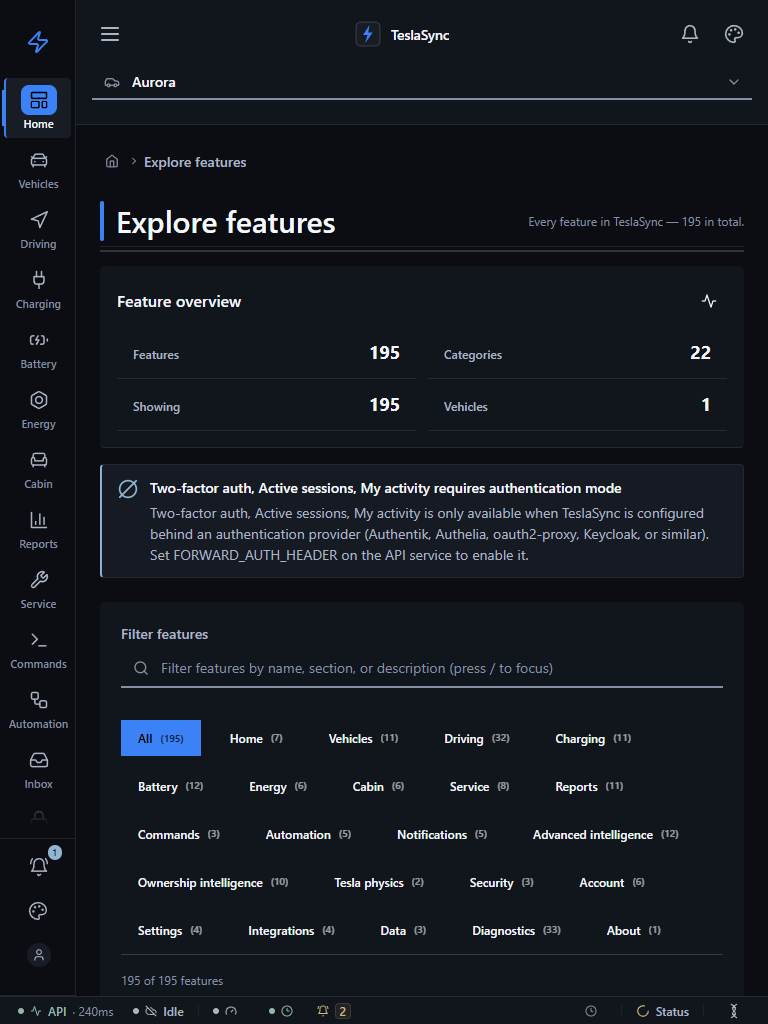 TeslaSync
Aurora
Home
Vehicles
Driving
Charging
Battery
Energy
Cabin
Reports
Service
Commands
Automation
Inbox
1
Explore features
Explore features
Every feature in TeslaSync — 195 in total.
Feature overview
Features 195
Categories 22
Showing 195
Vehicles 1
Two-factor auth, Active sessions, My activity requires authentication mode
Two-factor auth, Active sessions, My activity is only available when TeslaSync is configured
behind an authentication provider (Authentik, Authelia, oauth2-proxy, Keycloak, or similar).
Set FORWARD_AUTH_HEADER on the API service to enable it.
Filter features
Filter features by name, section, or description (press / to focus)
All (195) Home (7) Vehicles (11) Driving (32) Charging (11)
Battery (12) Energy (6) Cabin (6) Service (8) Reports (11)
Commands (3) Automation (5) Notifications (5) Advanced intelligence (12)
Ownership intelligence (10) Tesla physics (2) Security (3) Account (6)
Settings (4) Integrations (4) Data (3) Diagnostics (33) About (1)
195 of 195 features
API · 240ms Idle 2 Status